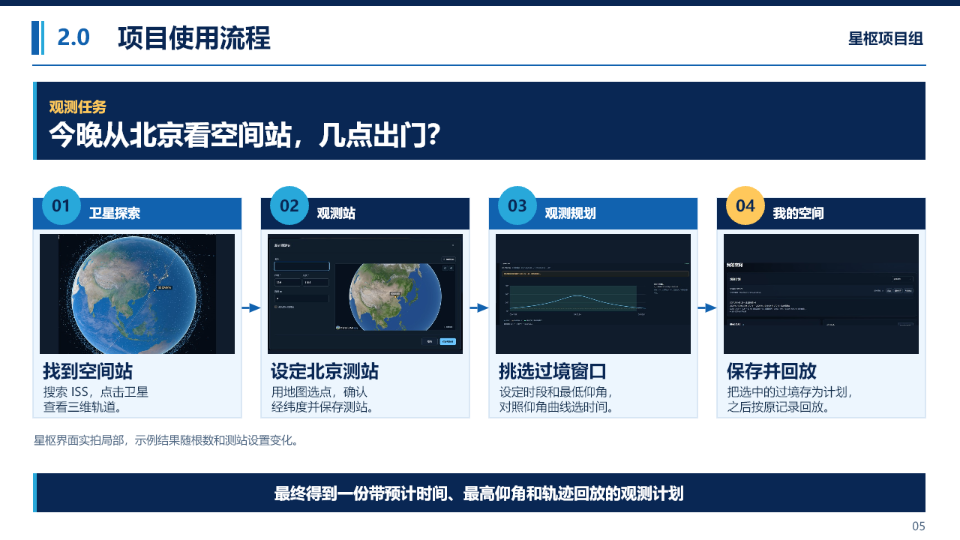 2.0 项目使用流程
星枢项目组
观测任务
今晚从北京看空间站，几点出门？
01 卫星探索
02 观测站
03 观测规划
04 我的空间
找到空间站
搜索 ISS，点击卫星
查看三维轨道。
设定北京测站
用地图选点，确认
经纬度并保存测站。
挑选过境窗口
设定时段和最低仰角，
对照仰角曲线选时间。
保存并回放
把选中的过境存为计划，
之后按原记录回放。
星枢界面实拍局部，示例结果随根数和测站设置变化。
最终得到一份带预计时间、最高仰角和轨迹回放的观测计划
05